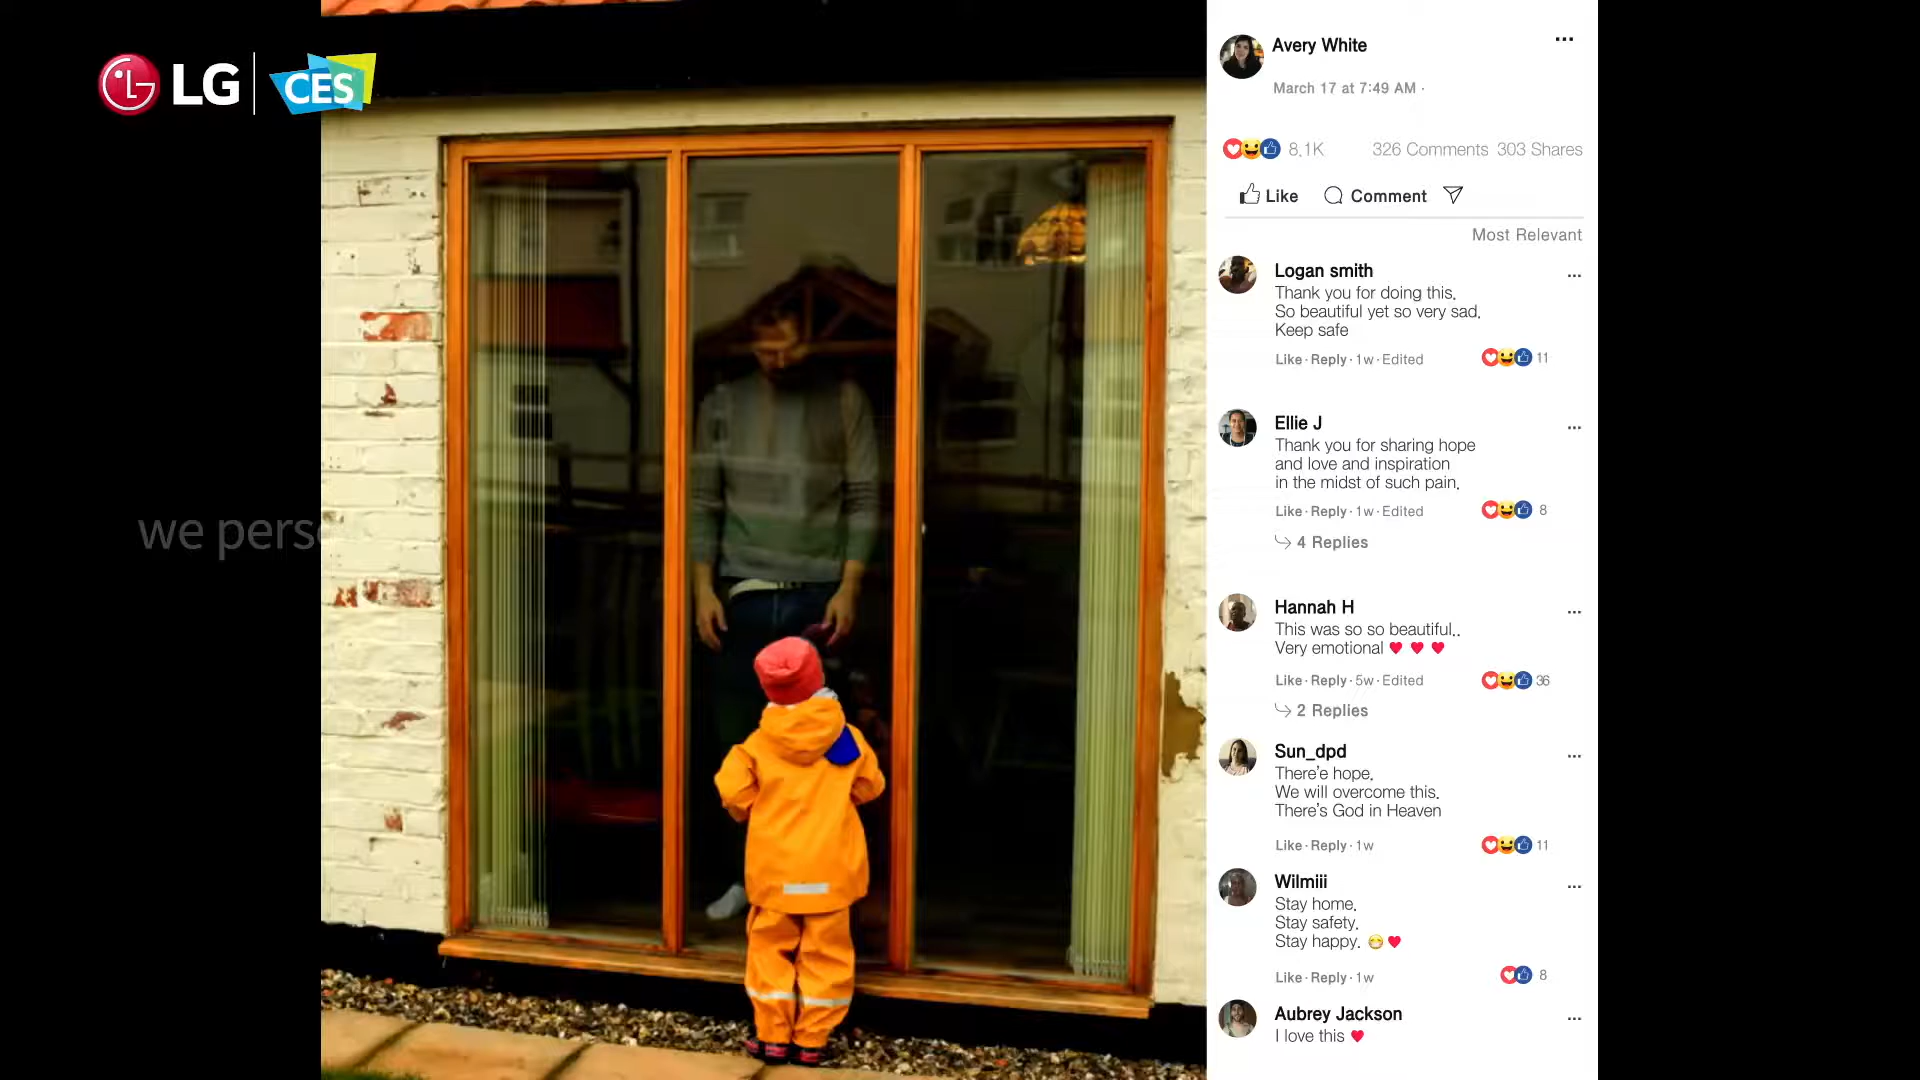 LG
CES
we pers
Avery White
...
March 17 at 7:49 AM ·
8.1K
326 Comments 303 Shares
Like
Comment
Most Relevant
Logan smith
...
Thank you for doing this.
So beautiful yet so very sad.
Keep safe
Like · Reply · 1w · Edited
11
Ellie J
...
Thank you for sharing hope
and love and inspiration
in the midst of such pain.
Like · Reply · 1w · Edited
8
4 Replies
Hannah H
...
This was so so beautiful..
Very emotional ♥ ♥ ♥
Like · Reply · 5w · Edited
36
2 Replies
Sun_dpd
...
There'e hope.
We will overcome this.
There's God in Heaven
Like · Reply · 1w
11
Wilmiii
...
Stay home.
Stay safety.
Stay happy. 😷♥
Like · Reply · 1w
8
Aubrey Jackson
...
I love this ♥